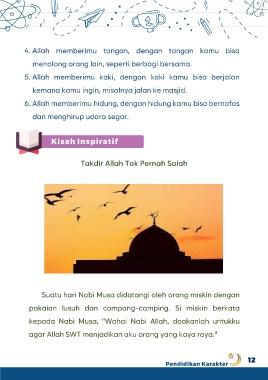 4. Allah memberimu tangan, dengan tangan kamu bisa
menolong orang lain, seperti berbagi bersama.
5. Allah memberimu kaki, dengan kaki kamu bisa berjalan
kemana kamu ingin, misalnya jalan ke masjid.
6. Allah memberimu hidung, dengan hidung kamu bisa bernafas
dan menghirup udara segar.
Kisah Inspiratif
Takdir Allah Tak Pernah Salah
Suatu hari Nabi Musa didatangi oleh orang miskin dengan
pakaian lusuh dan compang-camping. Si miskin berkata
kepada Nabi Musa, "Wahai Nabi Allah, doakanlah untukku
agar Allah SWT menjadikan aku orang yang kaya raya."
Pendidikan Karakter 12